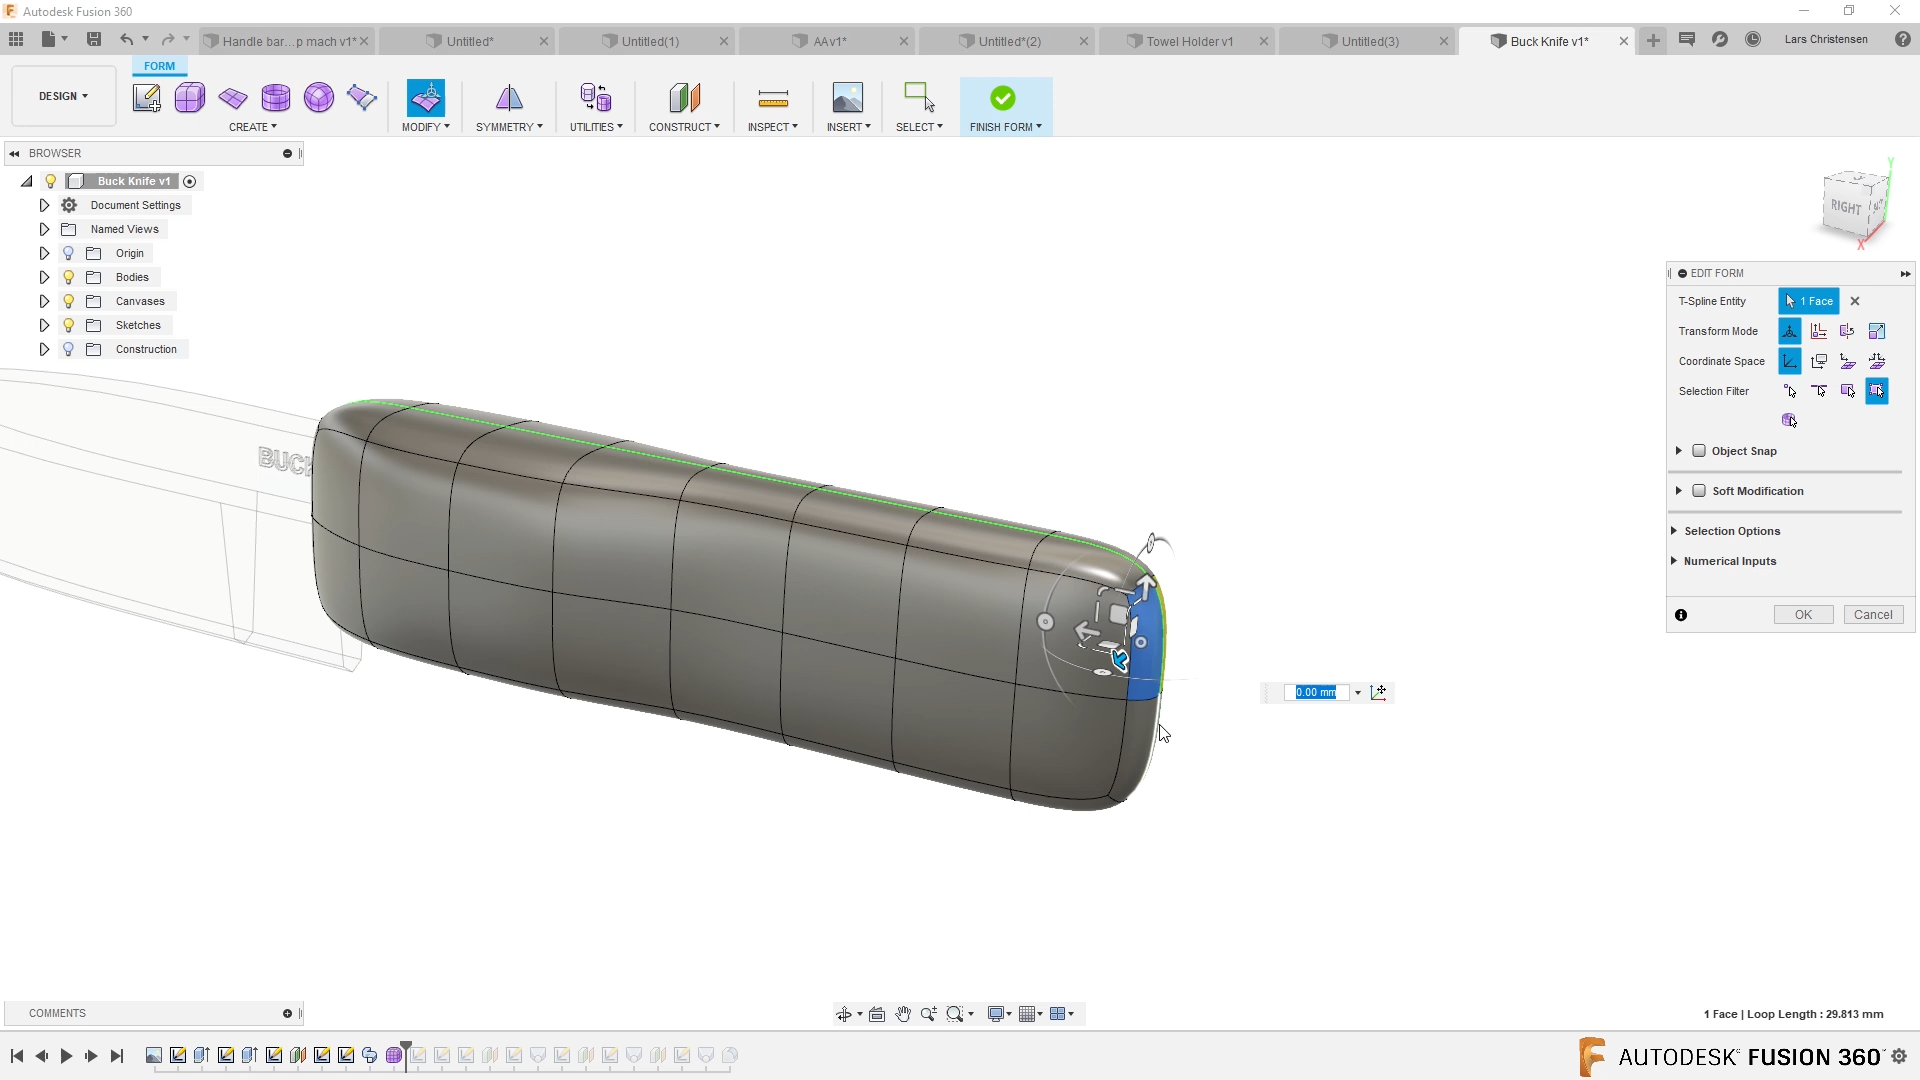 Autodesk Fusion 360
Handle bar...p mach v1*
Untitled*
Untitled(1)
AAv1*
Untitled*(2)
Towel Holder v1
Untitled(3)
Buck Knife v1*
Lars Christensen
FORM
DESIGN
CREATE
MODIFY
SYMMETRY
UTILITIES
CONSTRUCT
INSPECT
INSERT
SELECT
FINISH FORM
BROWSER
Buck Knife v1
Document Settings
Named Views
Origin
Bodies
Canvases
Sketches
Construction
BUCK
RIGHT
Y
X
EDIT FORM
T-Spline Entity
1 Face
Transform Mode
Coordinate Space
Selection Filter
Object Snap
Soft Modification
Selection Options
Numerical Inputs
OK
Cancel
0.00 mm
COMMENTS
1 Face | Loop Length : 29.813 mm
AUTODESK FUSION 360